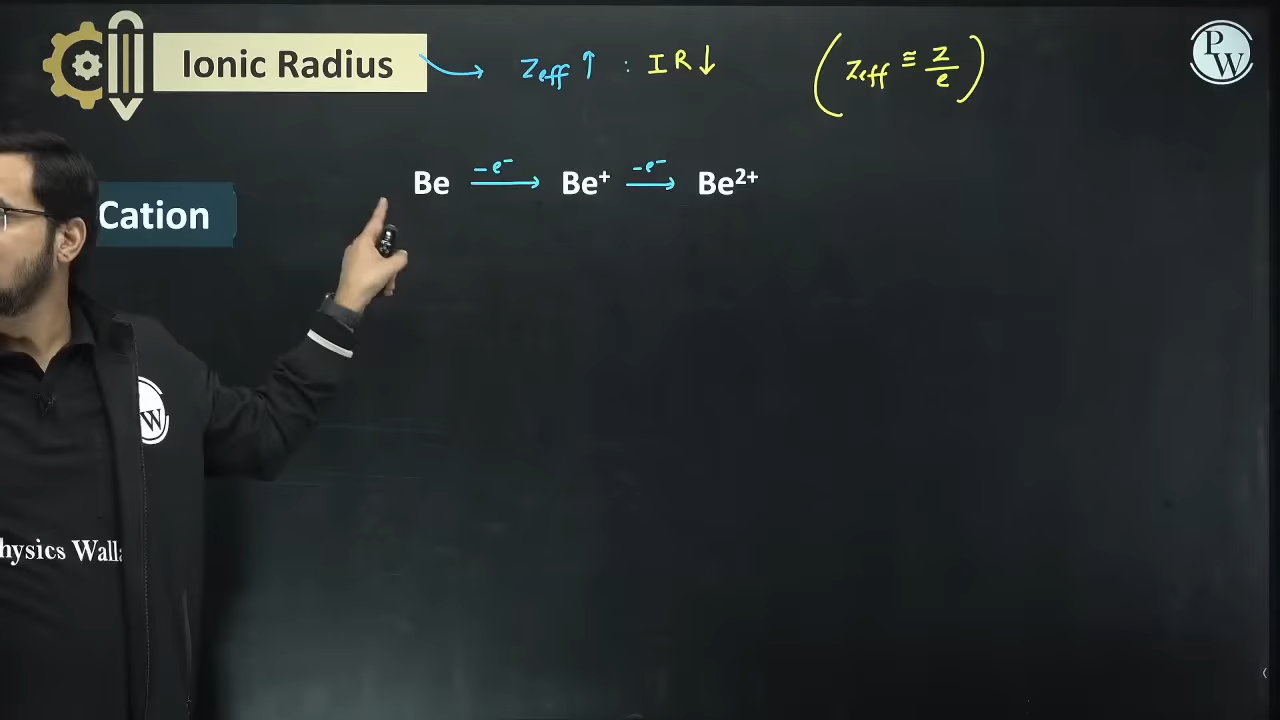 Ionic Radius
Zeff ↑ : IR ↓
(Zeff ≅ Z/e)
PW
-e⁻ -e⁻
Be → Be⁺ → Be²⁺
Cation
W
hysics Walla